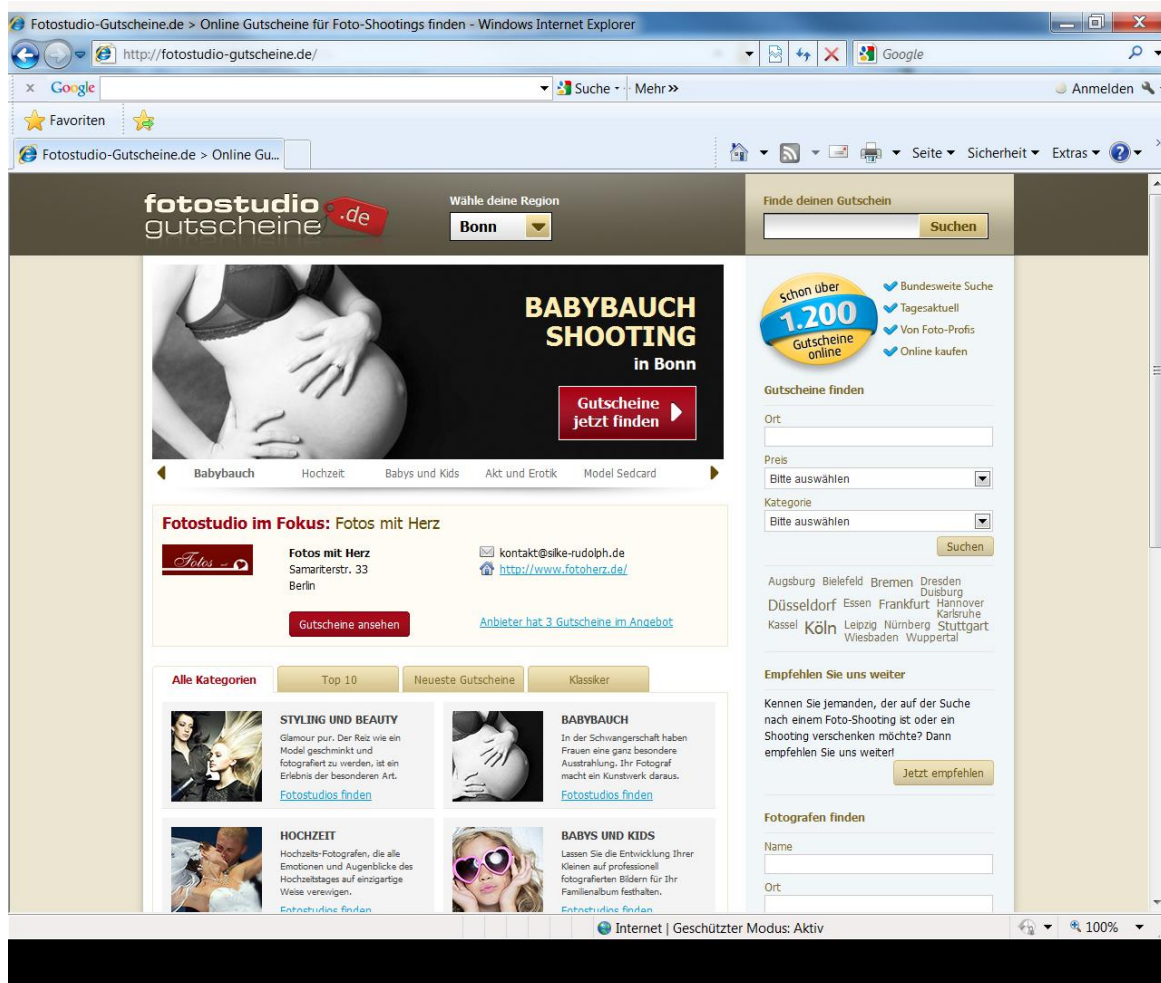 Fotostudio-Gutscheine.de > Online Gutscheine für Foto-Shootings finden - Windows Internet Explorer
http://fotostudio-gutscheine.de/
Google
x Google
Suche
Mehr »
Anmelden
Favoriten
Fotostudio-Gutscheine.de > Online Gu...
Seite
Sicherheit
Extras
fotostudio
gutscheine
.de
Wähle deine Region
Bonn
Finde deinen Gutschein
Suchen
BABYBAUCH
SHOOTING
in Bonn
Gutscheine
jetzt finden
Babybauch
Hochzeit
Babys und Kids
Akt und Erotik
Model Sedcard
Fotostudio im Fokus: Fotos mit Herz
Fotos
Fotos mit Herz
Samariterstr. 33
Berlin
kontakt@silke-rudolph.de
http://www.fotoherz.de/
Gutscheine ansehen
Anbieter hat 3 Gutscheine im Angebot
Alle Kategorien
Top 10
Neueste Gutscheine
Klassiker
STYLING UND BEAUTY
Glamour pur. Der Reiz wie ein
Model geschminkt und
fotografiert zu werden, ist ein
Erlebnis der besonderen Art.
Fotostudios finden
BABYBAUCH
In der Schwangerschaft haben
Frauen eine ganz besondere
Ausstrahlung. Ihr Fotograf
macht ein Kunstwerk daraus.
Fotostudios finden
HOCHZEIT
Hochzeits-Fotografen, die alle
Emotionen und Augenblicke des
Hochzeitstages auf einzigartige
Weise verewigen.
Fotostudios finden
BABYS UND KIDS
Lassen Sie die Entwicklung Ihrer
Kleinen auf professionell
fotografierten Bildern für Ihr
Familienalbum festhalten.
Fotostudios finden
Schon über
1.200
Gutscheine
online
Bundesweite Suche
Tagesaktuell
Von Foto-Profis
Online kaufen
Gutscheine finden
Ort
Preis
Bitte auswählen
Kategorie
Bitte auswählen
Suchen
Augsburg Bielefeld Bremen Dresden
Duisburg
Düsseldorf Essen Frankfurt Hannover
Karlsruhe
Kassel Köln Leipzig Nürnberg Stuttgart
Wiesbaden Wuppertal
Empfehlen Sie uns weiter
Kennen Sie jemanden, der auf der Suche
nach einem Foto-Shooting ist oder ein
Shooting verschenken möchte? Dann
empfehlen Sie uns weiter!
Jetzt empfehlen
Fotografen finden
Name
Ort
Internet | Geschützter Modus: Aktiv
100%